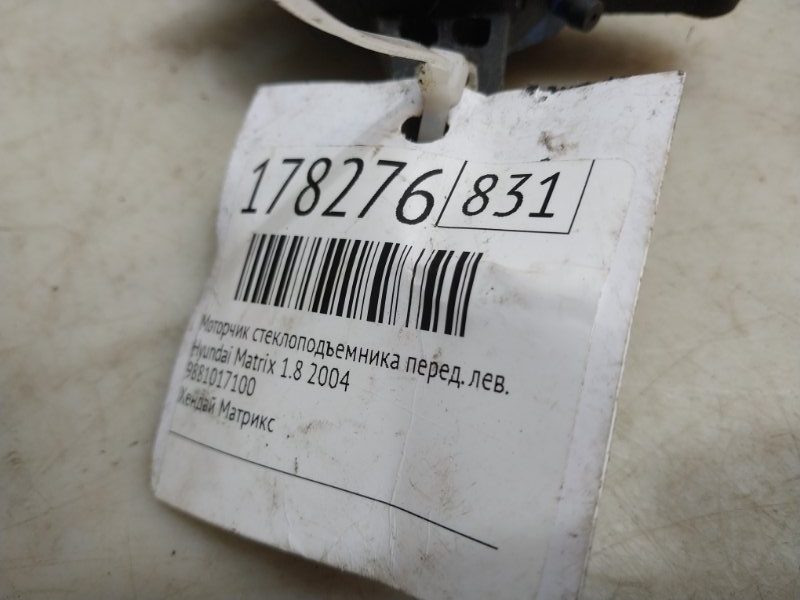 178276 831
Моторчик стеклоподъемника перед. лев.
Hyundai Matrix 1.8 2004
9881017100
Хендай Матрикс